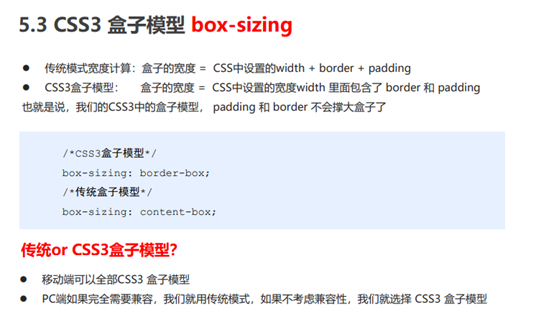 5.3 CSS3 盒子模型 box-sizing
● 传统模式宽度计算：盒子的宽度 = CSS中设置的width + border + padding
● CSS3盒子模型： 盒子的宽度 = CSS中设置的宽度width 里面包含了 border 和 padding
也就是说，我们的CSS3中的盒子模型， padding 和 border 不会撑大盒子了
/*CSS3盒子模型*/
box-sizing: border-box;
/*传统盒子模型*/
box-sizing: content-box;
传统or CSS3盒子模型？
● 移动端可以全部CSS3 盒子模型
● PC端如果完全需要兼容，我们就用传统模式，如果不考虑兼容性，我们就选择 CSS3 盒子模型